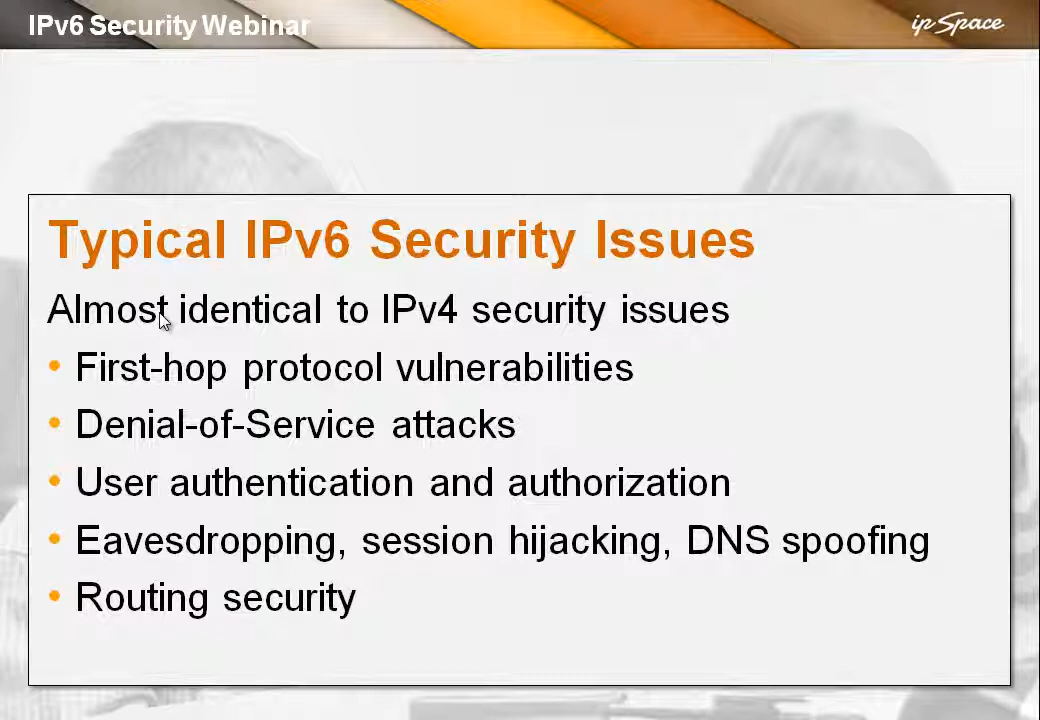 IPv6 Security Webinar
ipSpace
Typical IPv6 Security Issues
Almost identical to IPv4 security issues
• First-hop protocol vulnerabilities
• Denial-of-Service attacks
• User authentication and authorization
• Eavesdropping, session hijacking, DNS spoofing
• Routing security